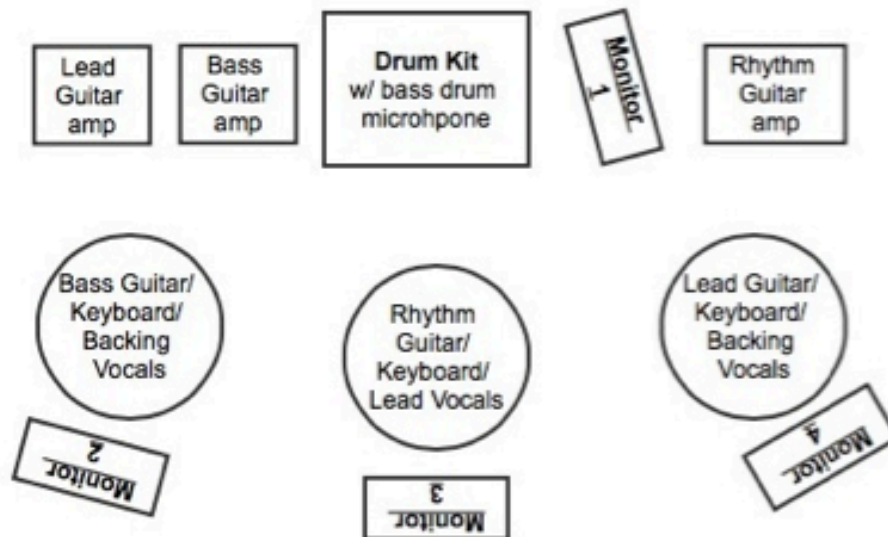 Lead
Guitar
amp
Bass
Guitar
amp
Drum Kit
w/ bass drum
microhpone
Monitor
1
Rhythm
Guitar
amp
Bass Guitar/
Keyboard/
Backing
Vocals
Rhythm
Guitar/
Keyboard/
Lead Vocals
Lead Guitar/
Keyboard/
Backing
Vocals
Monitor
2
Monitor
3
Monitor
4